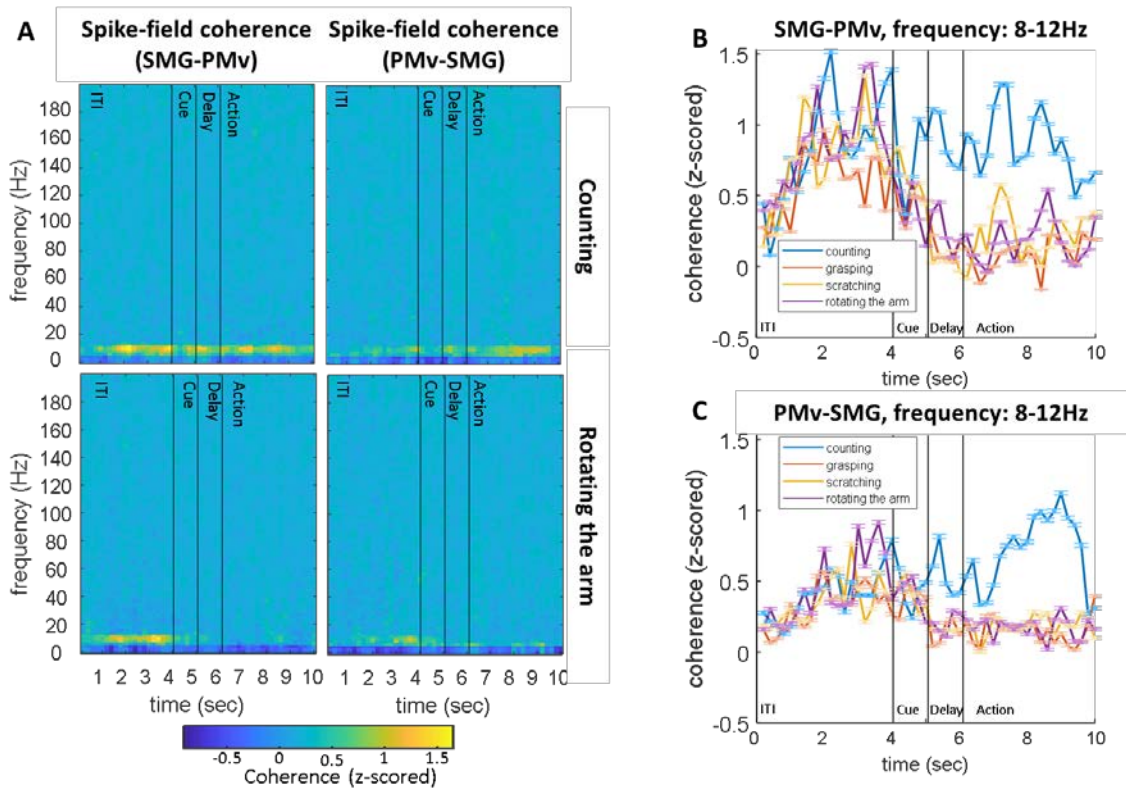 A
Spike-field coherence
(SMG-PMv)
Spike-field coherence
(PMv-SMG)
frequency (Hz)
180
160
140
120
100
80
60
40
20
0
ITI
Cue
Delay
Action
ITI
Cue
Delay
Action
Counting
frequency (Hz)
180
160
140
120
100
80
60
40
20
0
ITI
Cue
Delay
Action
ITI
Cue
Delay
Action
Rotating the arm
1 2 3 4 5 6 7 8 9 10
1 2 3 4 5 6 7 8 9 10
time (sec)
time (sec)
-0.5 0 0.5 1 1.5
Coherence (z-scored)
B
SMG-PMv, frequency: 8-12Hz
coherence (z-scored)
1.5
1
0.5
0
-0.5
counting
grasping
scratching
rotating the arm
ITI Cue Delay Action
0 2 4 6 8 10
time (sec)
C
PMv-SMG, frequency: 8-12Hz
coherence (z-scored)
1.5
1
0.5
0
-0.5
counting
grasping
scratching
rotating the arm
ITI Cue Delay Action
0 2 4 6 8 10
time (sec)